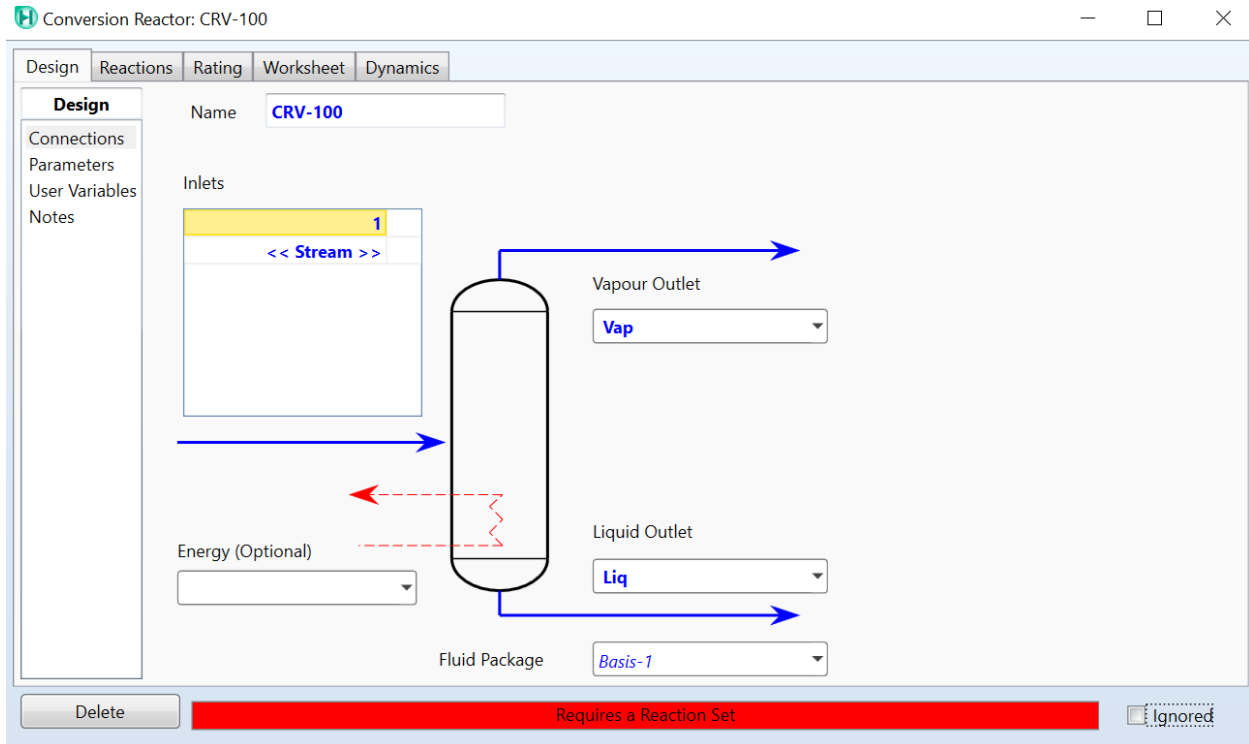 Conversion Reactor: CRV-100
Design Reactions Rating Worksheet Dynamics
Design
Connections
Parameters
User Variables
Notes
Name CRV-100
Inlets
1
<< Stream >>
Vapour Outlet
Vap
Energy (Optional)
Liquid Outlet
Liq
Fluid Package Basis-1
Delete Requires a Reaction Set Ignored